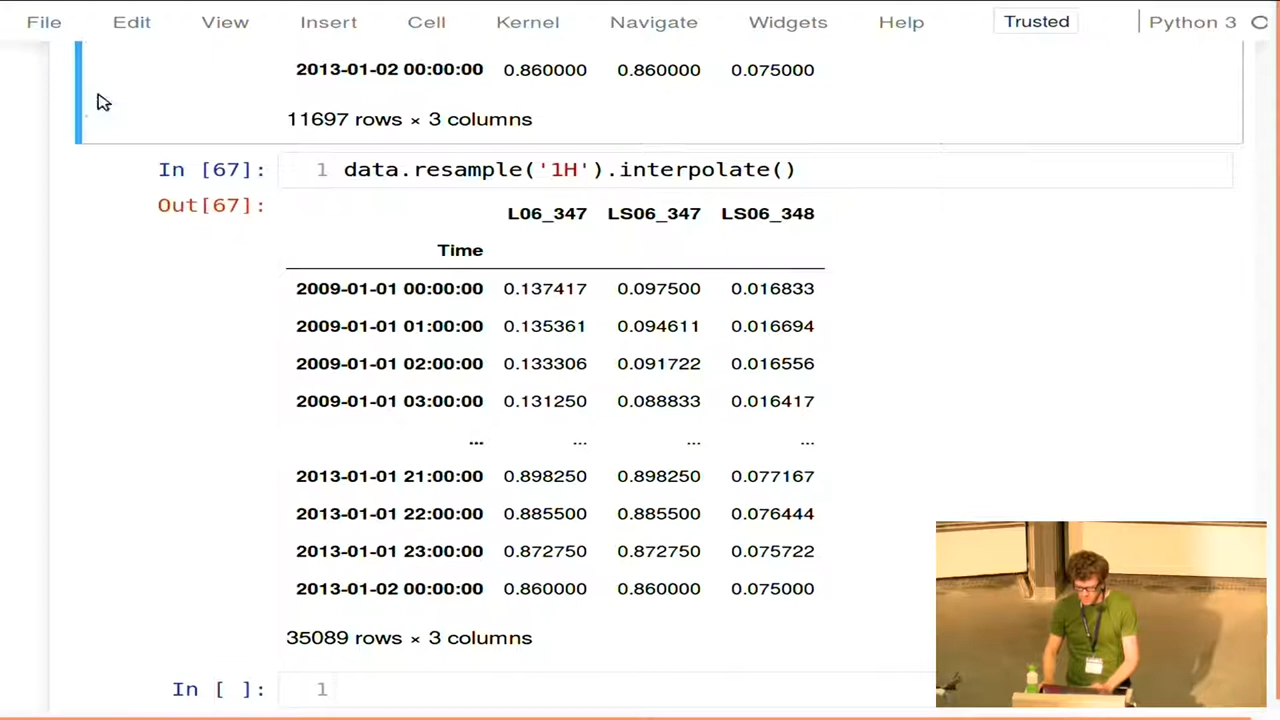 File Edit View Insert Cell Kernel Navigate Widgets Help Trusted Python 3
2013-01-02 00:00:00 0.860000 0.860000 0.075000
11697 rows × 3 columns
In [67]: 1 data.resample('1H').interpolate()
Out[67]:
L06_347 LS06_347 LS06_348
Time
2009-01-01 00:00:00 0.137417 0.097500 0.016833
2009-01-01 01:00:00 0.135361 0.094611 0.016694
2009-01-01 02:00:00 0.133306 0.091722 0.016556
2009-01-01 03:00:00 0.131250 0.088833 0.016417
... ... ... ...
2013-01-01 21:00:00 0.898250 0.898250 0.077167
2013-01-01 22:00:00 0.885500 0.885500 0.076444
2013-01-01 23:00:00 0.872750 0.872750 0.075722
2013-01-02 00:00:00 0.860000 0.860000 0.075000
35089 rows × 3 columns
In [ ]: 1